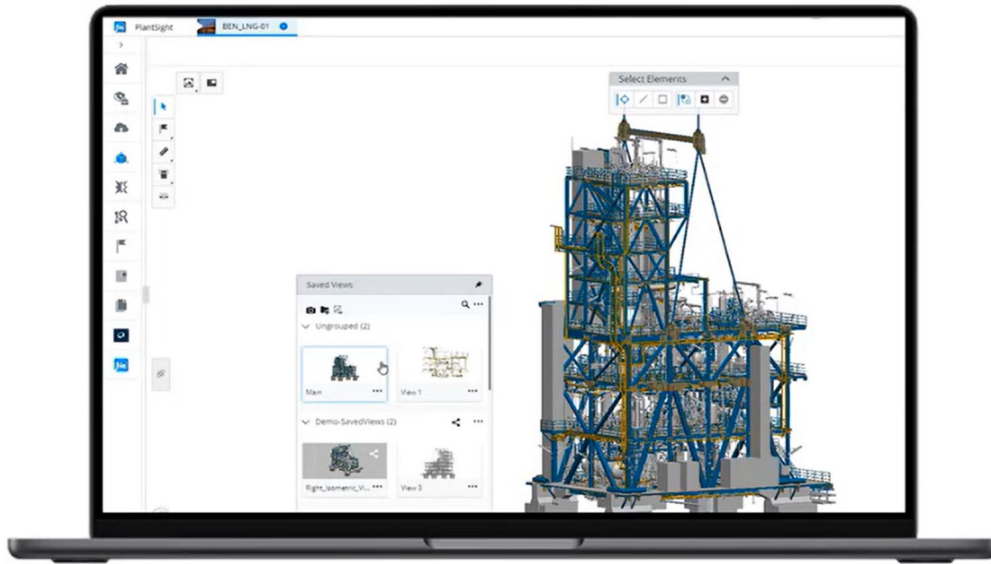 PlantSight
BEN_LNG-01
Select Elements
Saved Views
Ungrouped (2)
Main
View 1
Demo-SavedViews (2)
Right_Isometric_Vi...
View 3